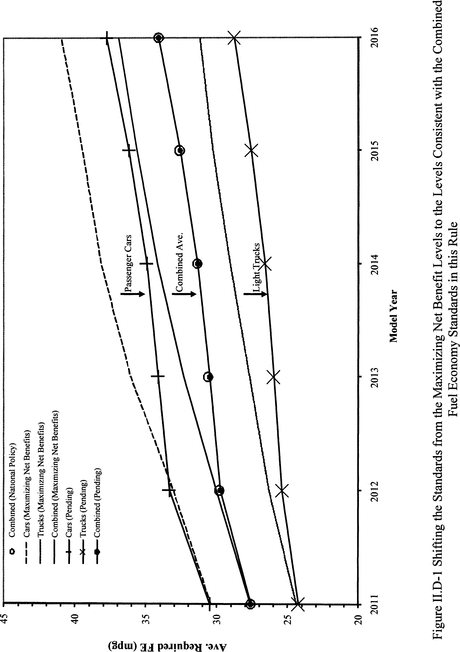 Combined (National Policy)
Cars (Maximizing Net Benefits)
Trucks (Maximizing Net Benefits)
Combined (Maximizing Net Benefits)
Cars (Pending)
Trucks (Pending)
Combined (Pending)
Passenger Cars
Combined Ave.
Light Trucks
45
40
35
30
25
20
Ave. Required FE (mpg)
2011
2012
2013
2014
2015
2016
Model Year
Figure II.D-1 Shifting the Standards from the Maximizing Net Benefit Levels to the Levels Consistent with the Combined
Fuel Economy Standards in this Rule